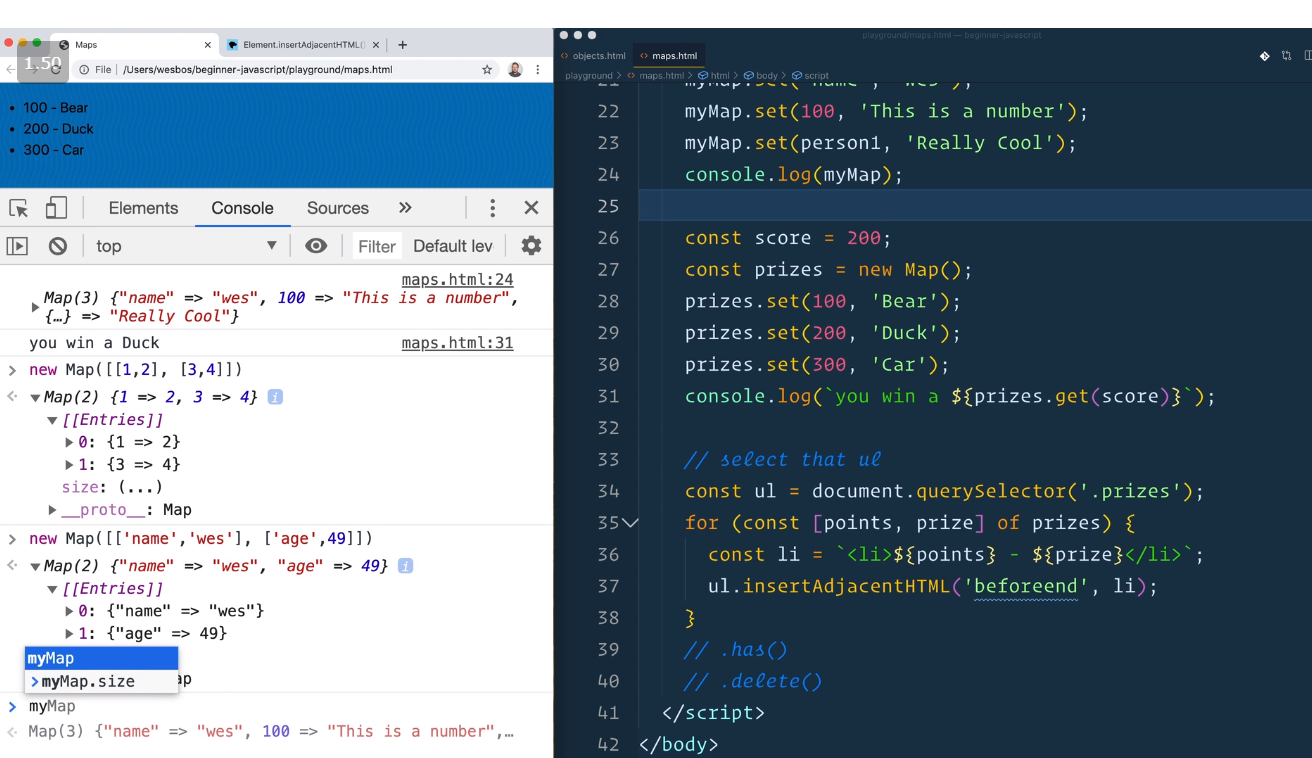 Maps
Element.insertAdjacentHTML()
1.50
File
/Users/wesbos/beginner-javascript/playground/maps.html
100 - Bear
200 - Duck
300 - Car
Elements Console Sources »
top Filter Default lev
maps.html:24
Map(3) {"name" => "wes", 100 => "This is a number",
{…} => "Really Cool"}
you win a Duck maps.html:31
> new Map([[1,2], [3,4]])
Map(2) {1 => 2, 3 => 4} i
[[Entries]]
0: {1 => 2}
1: {3 => 4}
size: (...)
__proto__: Map
> new Map([['name','wes'], ['age',49]])
Map(2) {"name" => "wes", "age" => 49} i
[[Entries]]
0: {"name" => "wes"}
1: {"age" => 49}
myMap
>myMap.size ap
> myMap
Map(3) {"name" => "wes", 100 => "This is a number",…
playground/maps.html — beginner-javascript
objects.html maps.html
playground > maps.html > html > body > script
21 myMap.set('name', 'wes');
22 myMap.set(100, 'This is a number');
23 myMap.set(person1, 'Really Cool');
24 console.log(myMap);
25
26 const score = 200;
27 const prizes = new Map();
28 prizes.set(100, 'Bear');
29 prizes.set(200, 'Duck');
30 prizes.set(300, 'Car');
31 console.log(`you win a ${prizes.get(score)}`);
32
33 // select that ul
34 const ul = document.querySelector('.prizes');
35 for (const [points, prize] of prizes) {
36 const li = `<li>${points} - ${prize}</li>`;
37 ul.insertAdjacentHTML('beforeend', li);
38 }
39 // .has()
40 // .delete()
41 </script>
42 </body>